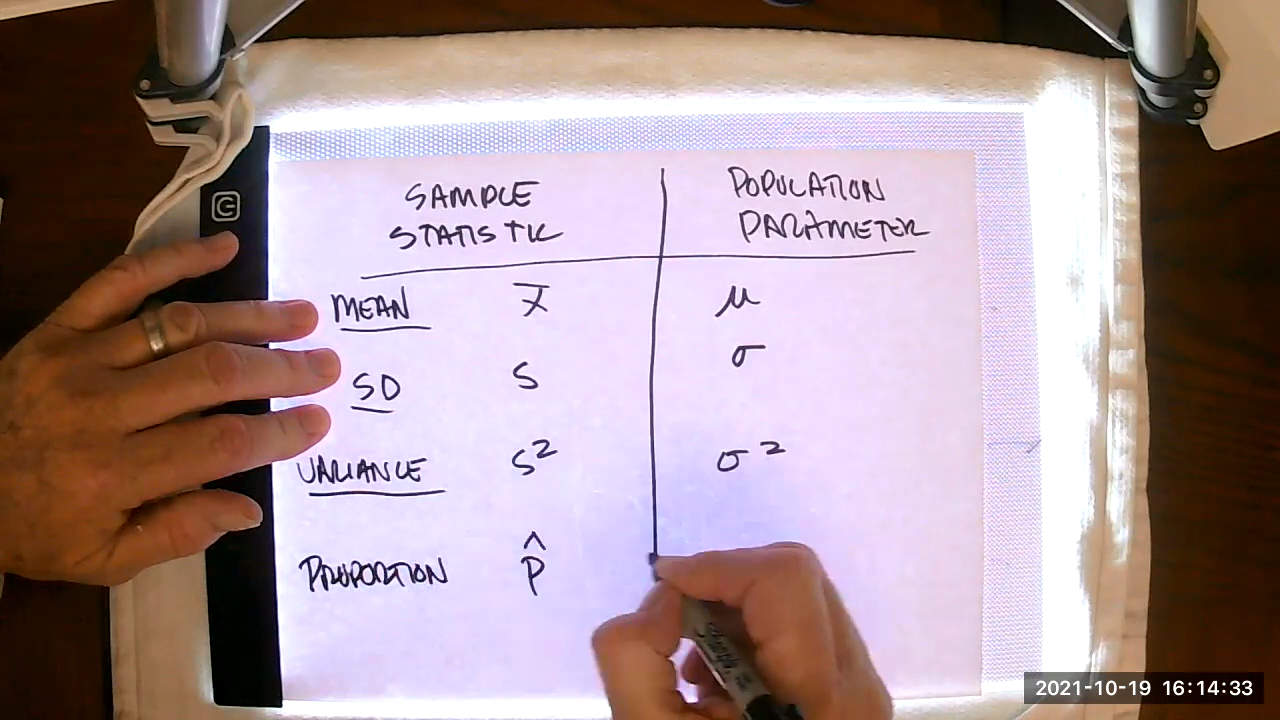 SAMPLE STATISTIC
POPULATION PARAMETER
MEAN x̄ μ
SD s σ
VARIANCE s² σ²
PROPORTION p̂
2021-10-19 16:14:33